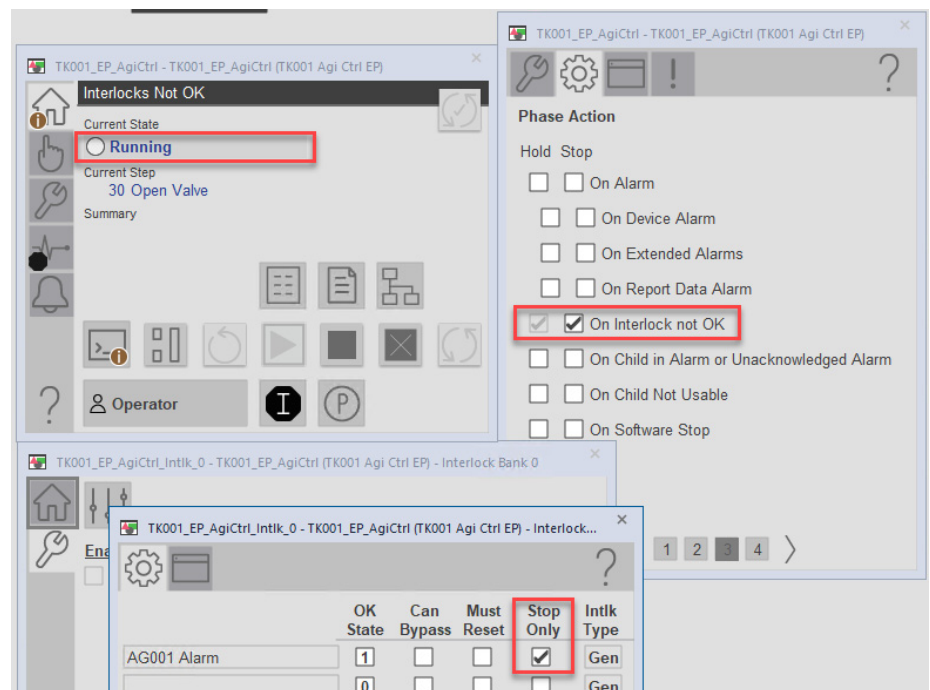 TK001_EP_AgiCtrl - TK001_EP_AgiCtrl (TK001 Agi Ctrl EP)
Interlocks Not OK
Current State
Running
Current Step
30 Open Valve
Summary
Operator
I
P
?
TK001_EP_AgiCtrl - TK001_EP_AgiCtrl (TK001 Agi Ctrl EP)
!
?
Phase Action
Hold Stop
On Alarm
On Device Alarm
On Extended Alarms
On Report Data Alarm
On Interlock not OK
On Child in Alarm or Unacknowledged Alarm
On Child Not Usable
On Software Stop
1 2 3 4
TK001_EP_AgiCtrl_Intlk_0 - TK001_EP_AgiCtrl (TK001 Agi Ctrl EP) - Interlock Bank 0
Ena
TK001_EP_AgiCtrl_Intlk_0 - TK001_EP_AgiCtrl (TK001 Agi Ctrl EP) - Interlock...
?
OK Can Must Stop Intlk
State Bypass Reset Only Type
AG001 Alarm 1 Gen
0 Gen